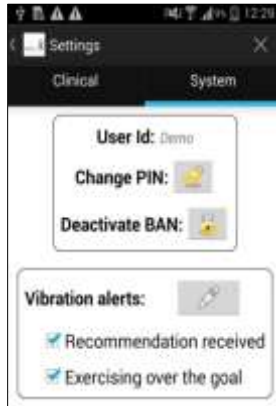 12:29
Settings
Clinical System
User Id: Demo
Change PIN:
Deactivate BAN:
Vibration alerts:
Recommendation received
Exercising over the goal